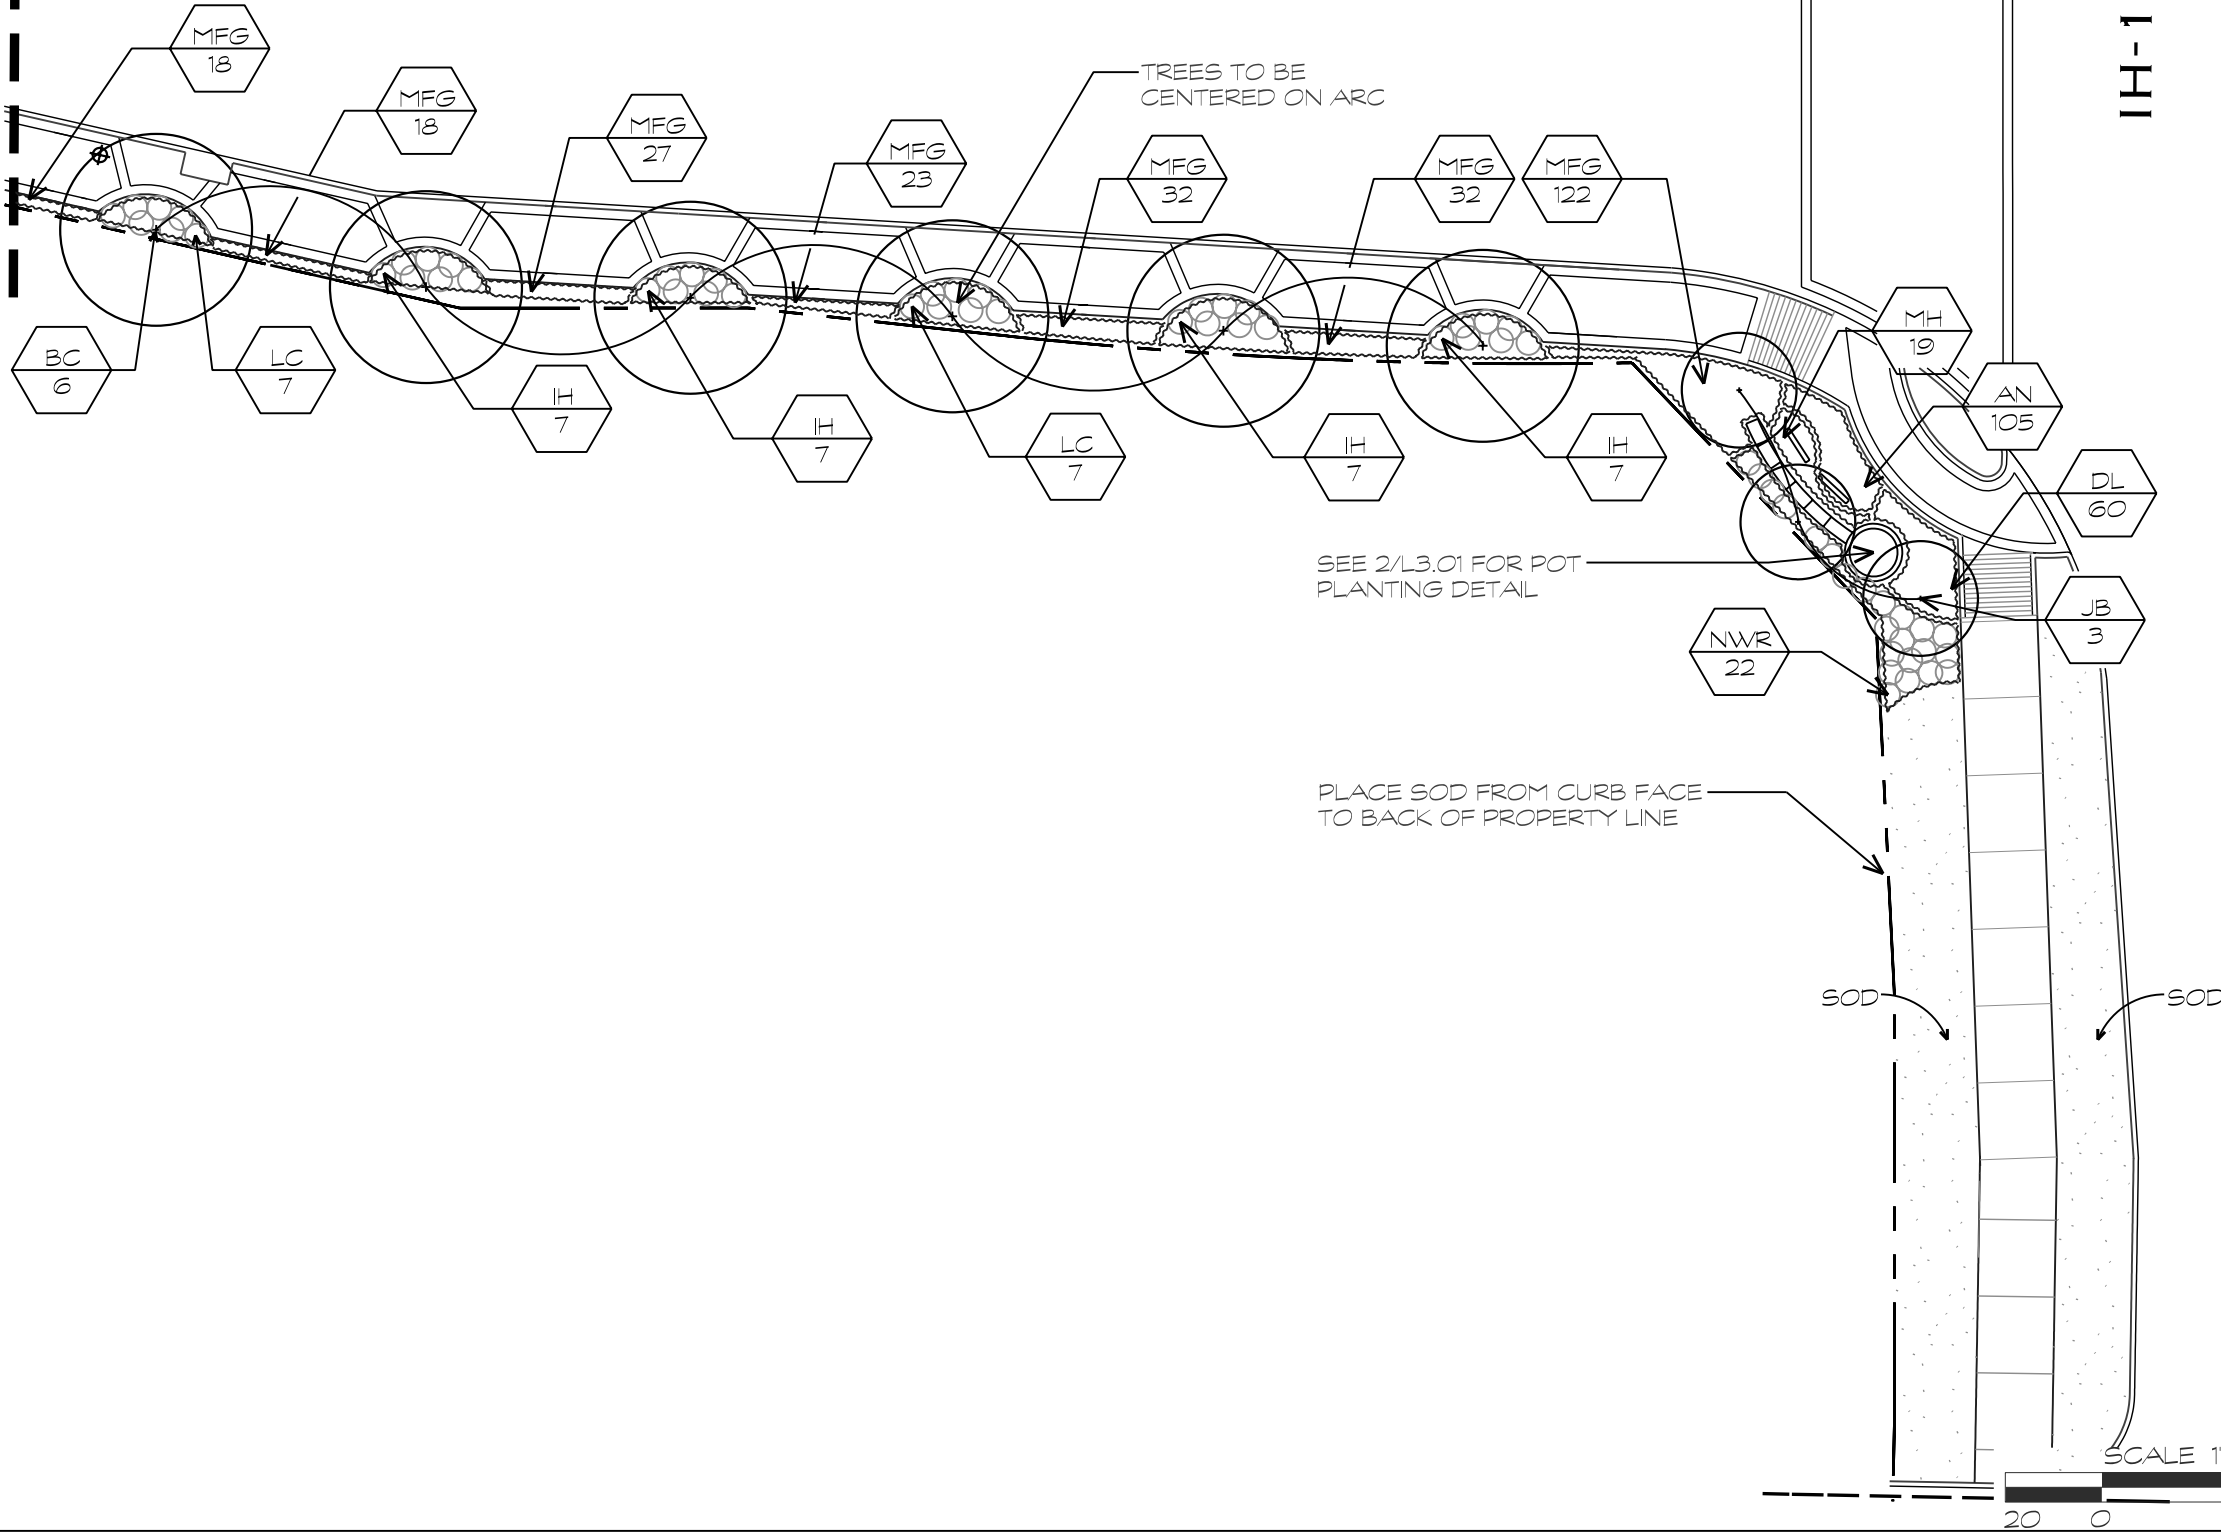 MFG
18
MFG
18
MFG
27
MFG
23
TREES TO BE
CENTERED ON ARC
MFG
32
MFG
32
MFG
122
IH-1
MH
19
AN
105
DL
60
BC
6
LC
7
IH
7
IH
7
LC
7
IH
7
IH
7
SEE 2/L3.01 FOR POT
PLANTING DETAIL
JB
3
NWR
22
PLACE SOD FROM CURB FACE
TO BACK OF PROPERTY LINE
SOD
SOD
SCALE 1"
20 0